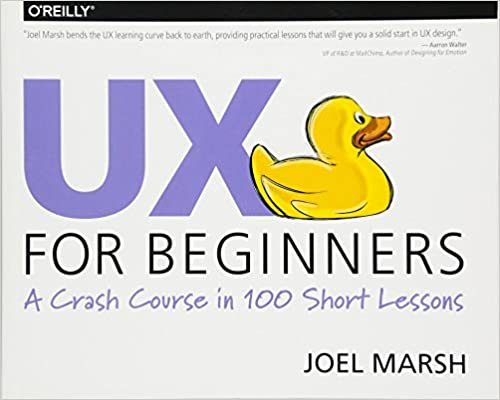 O'REILLY®
"Joel Marsh bends the UX learning curve back to earth, providing practical lessons that will give you a solid start in UX design."
— Aarron Walter
VP of R&D at MailChimp, Author of Designing for Emotion
UX
FOR BEGINNERS
A Crash Course in 100 Short Lessons
JOEL MARSH